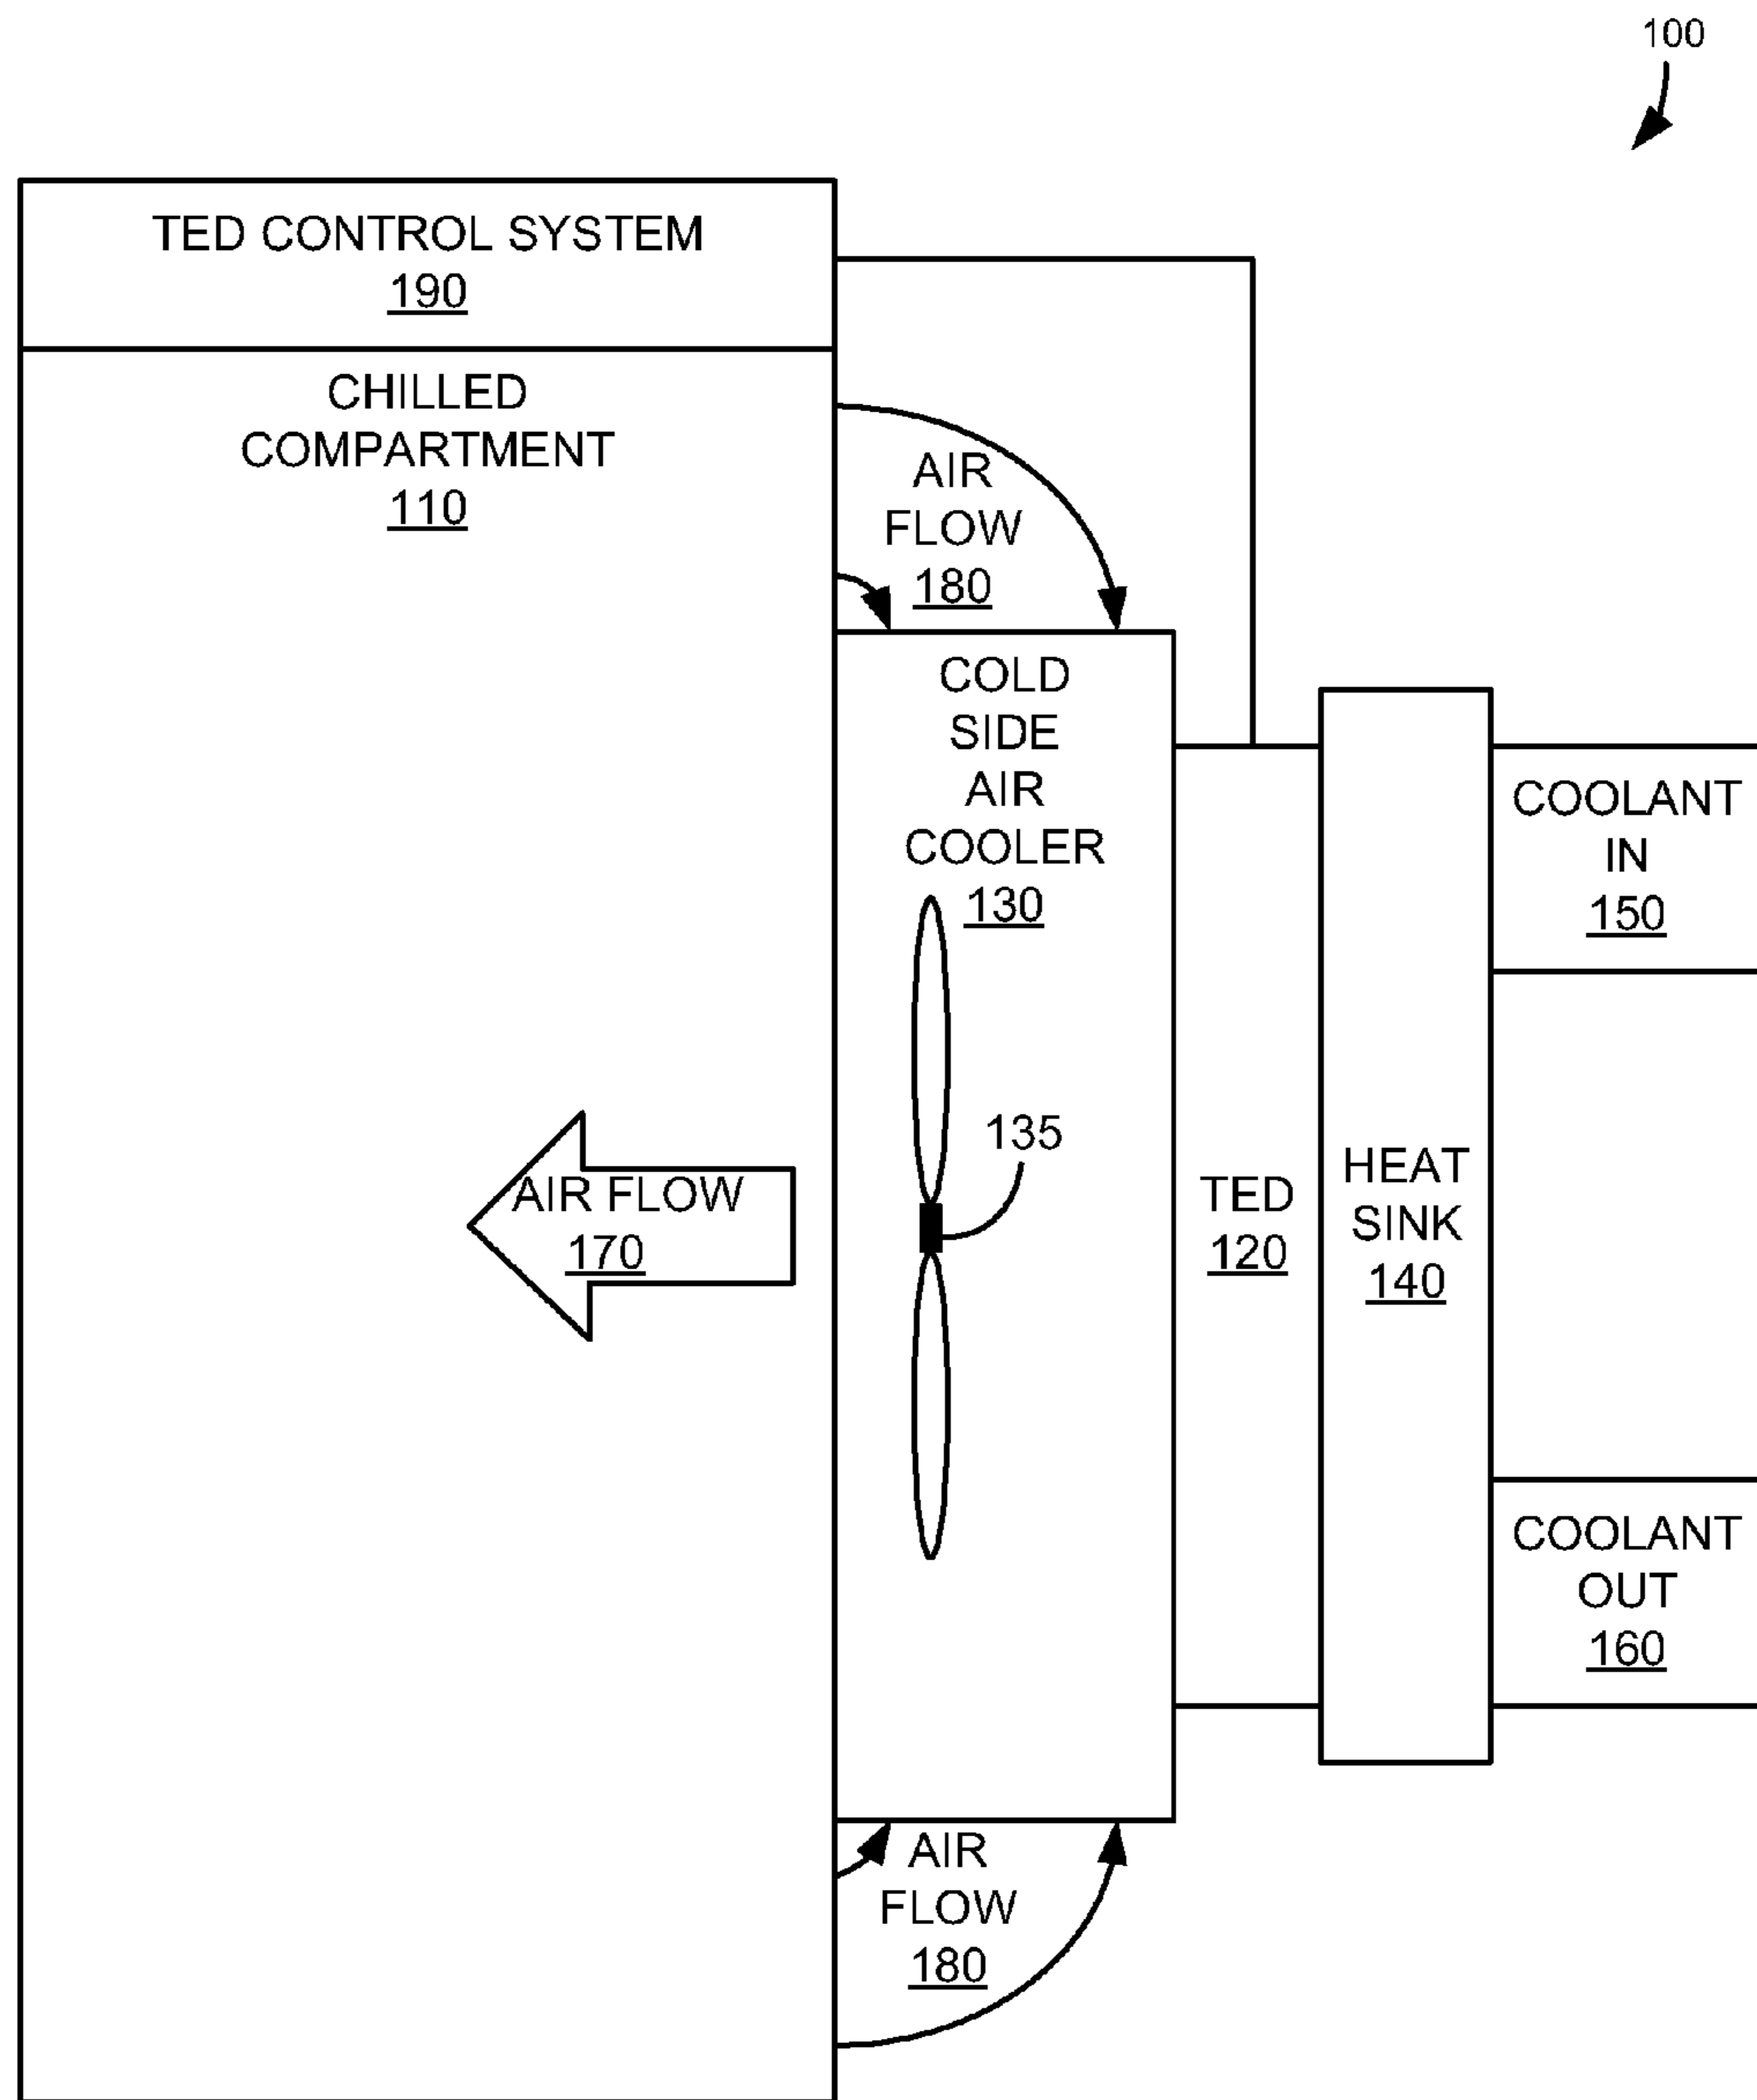 100
TED CONTROL SYSTEM
190
CHILLED
COMPARTMENT
110
AIR
FLOW
180
COLD
SIDE
AIR
COOLER
130
COOLANT
IN
150
135
AIR FLOW
170
TED
120
HEAT
SINK
140
COOLANT
OUT
160
AIR
FLOW
180